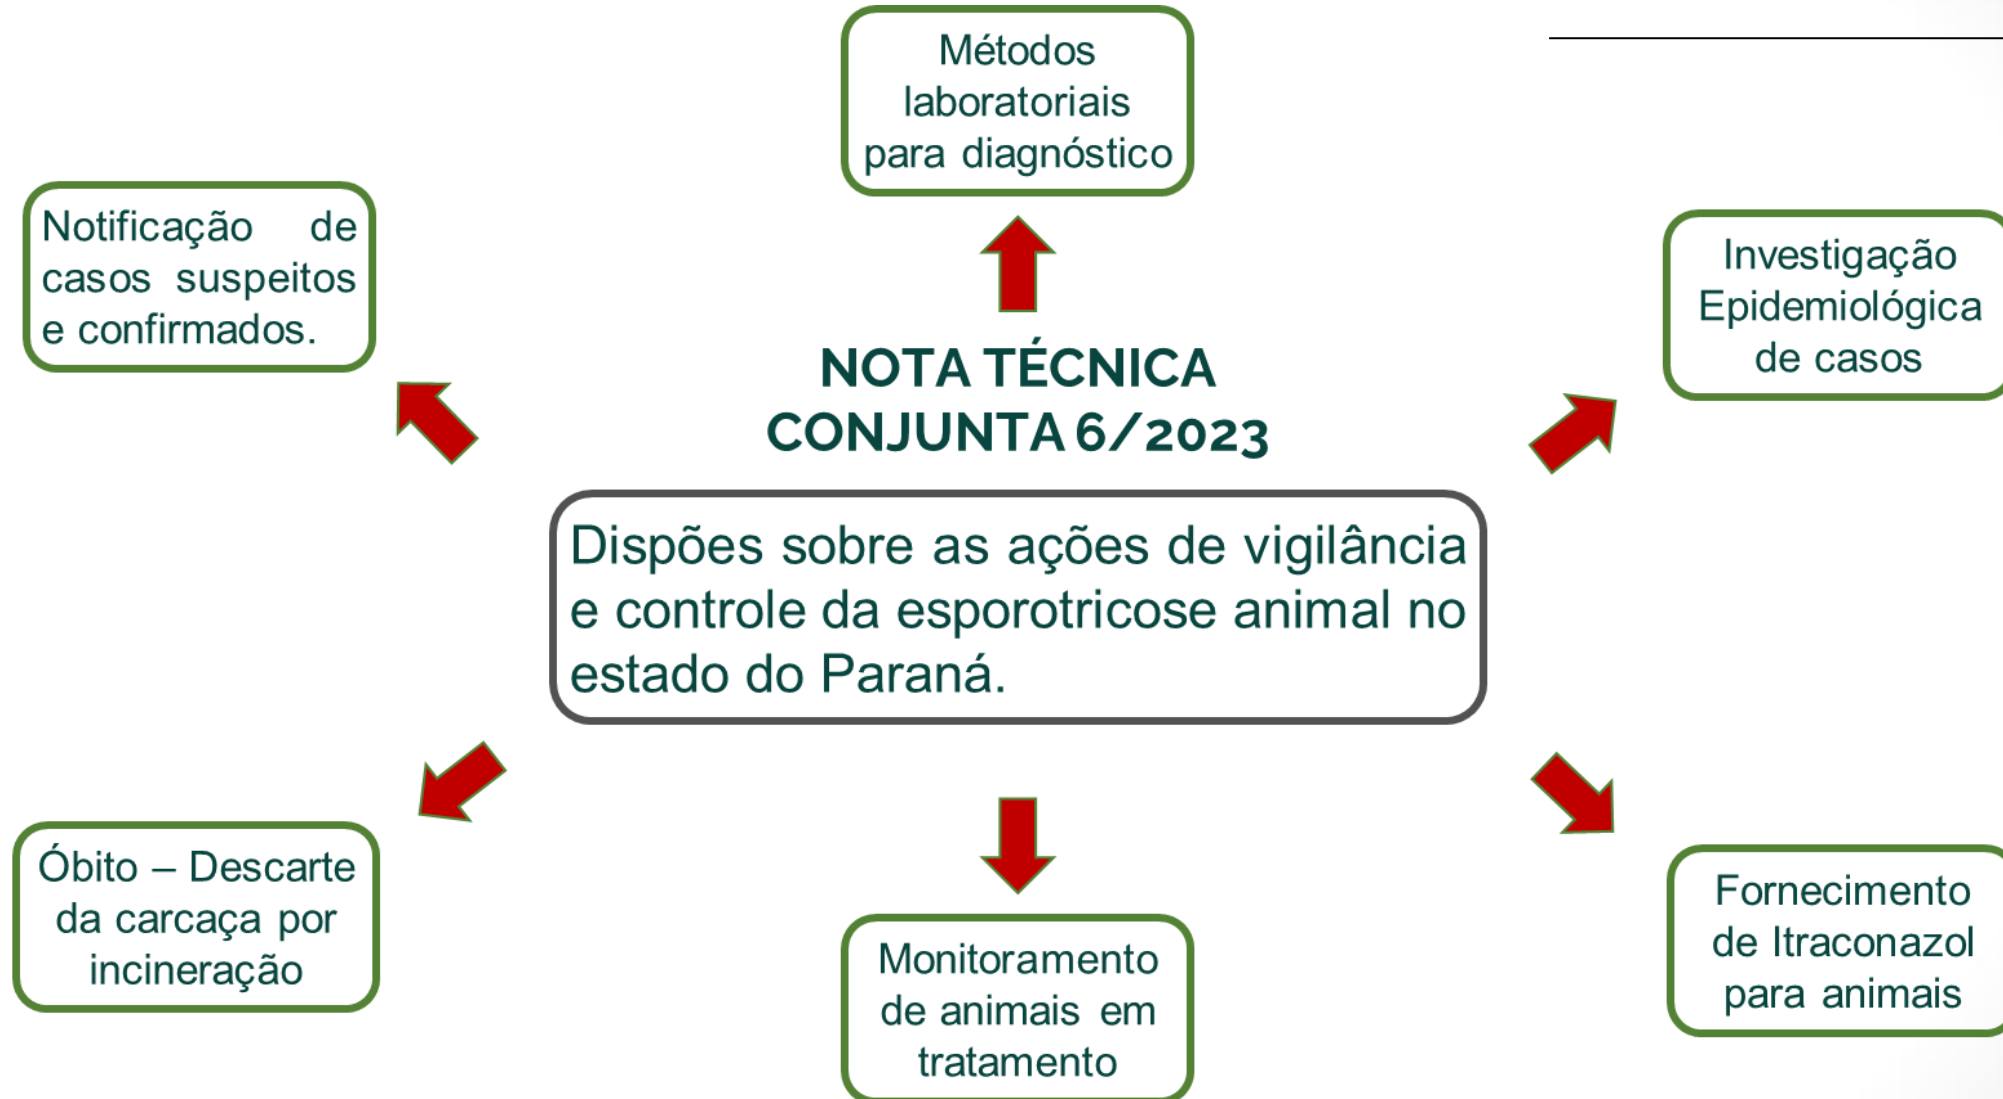 Métodos
laboratoriais
para diagnóstico
Notificação de
casos suspeitos
e confirmados.
Investigação
Epidemiológica
de casos
NOTA TÉCNICA
CONJUNTA 6/2023
Dispões sobre as ações de vigilância
e controle da esporotricose animal no
estado do Paraná.
Óbito – Descarte
da carcaça por
incineração
Monitoramento
de animais em
tratamento
Fornecimento
de Itraconazol
para animais